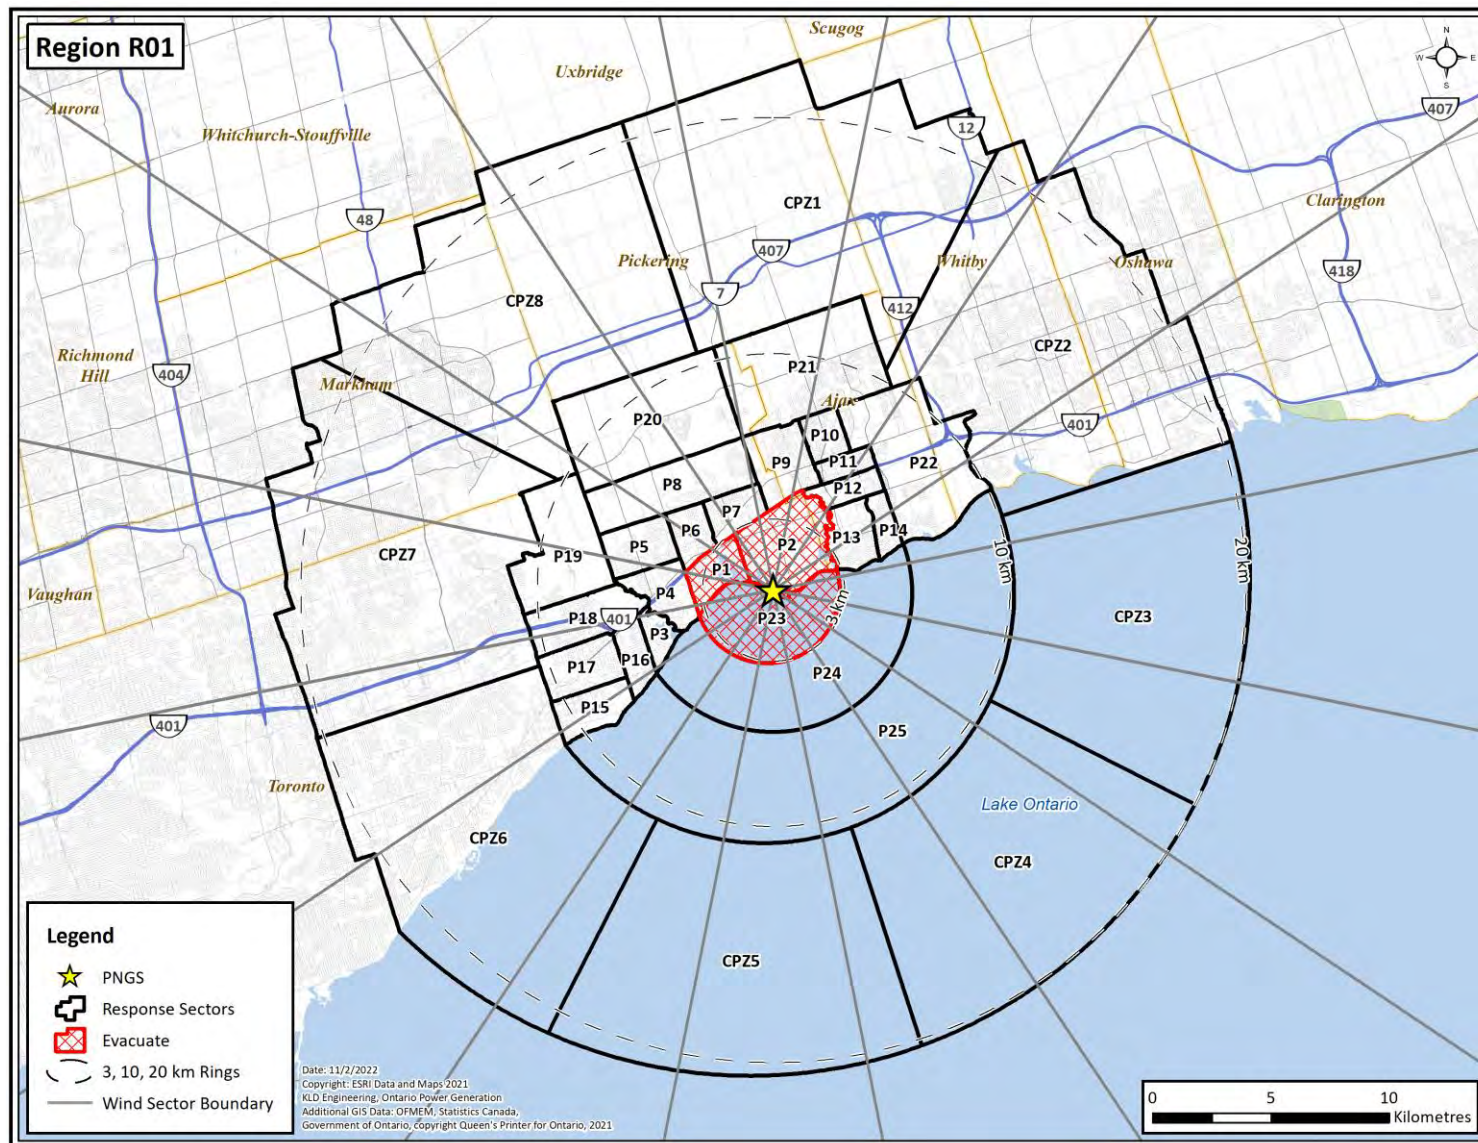 Region R01
Scugog
Uxbridge
N
W
E
S
Aurora
Whitchurch-Stouffville
12
407
48
CPZ1
Clarington
407
Pickering
Whitby
Oshawa
418
7
CPZ8
412
Richmond
Hill
404
Markham
CPZ2
P21
Ajax
P20
P10
401
P9
P11
P22
P8
P12
P7
P6
P13
P14
P2
P5
CPZ7
P19
10 km
20 km
P1
Vaughan
P4
3 km
P18
401
P23
CPZ3
P3
P17
P16
P24
P15
401
P25
Toronto
Lake Ontario
CPZ6
CPZ4
CPZ5
Legend
PNGS
Response Sectors
Evacuate
3, 10, 20 km Rings
Wind Sector Boundary
Date: 11/2/2022
Copyright: ESRI Data and Maps 2021
KLD Engineering, Ontario Power Generation
Additional GIS Data: OFMEM, Statistics Canada,
Government of Ontario, copyright Queen's Printer for Ontario, 2021
0 5 10
Kilometres